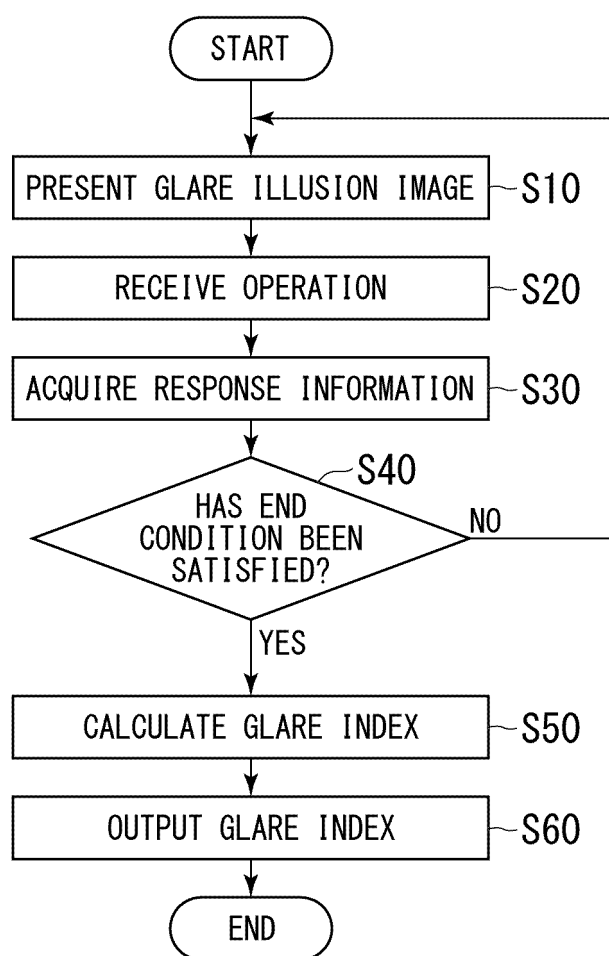 START
PRESENT GLARE ILLUSION IMAGE
S10
RECEIVE OPERATION
S20
ACQUIRE RESPONSE INFORMATION
S30
S40
HAS END
CONDITION BEEN
SATISFIED?
NO
YES
CALCULATE GLARE INDEX
S50
OUTPUT GLARE INDEX
S60
END